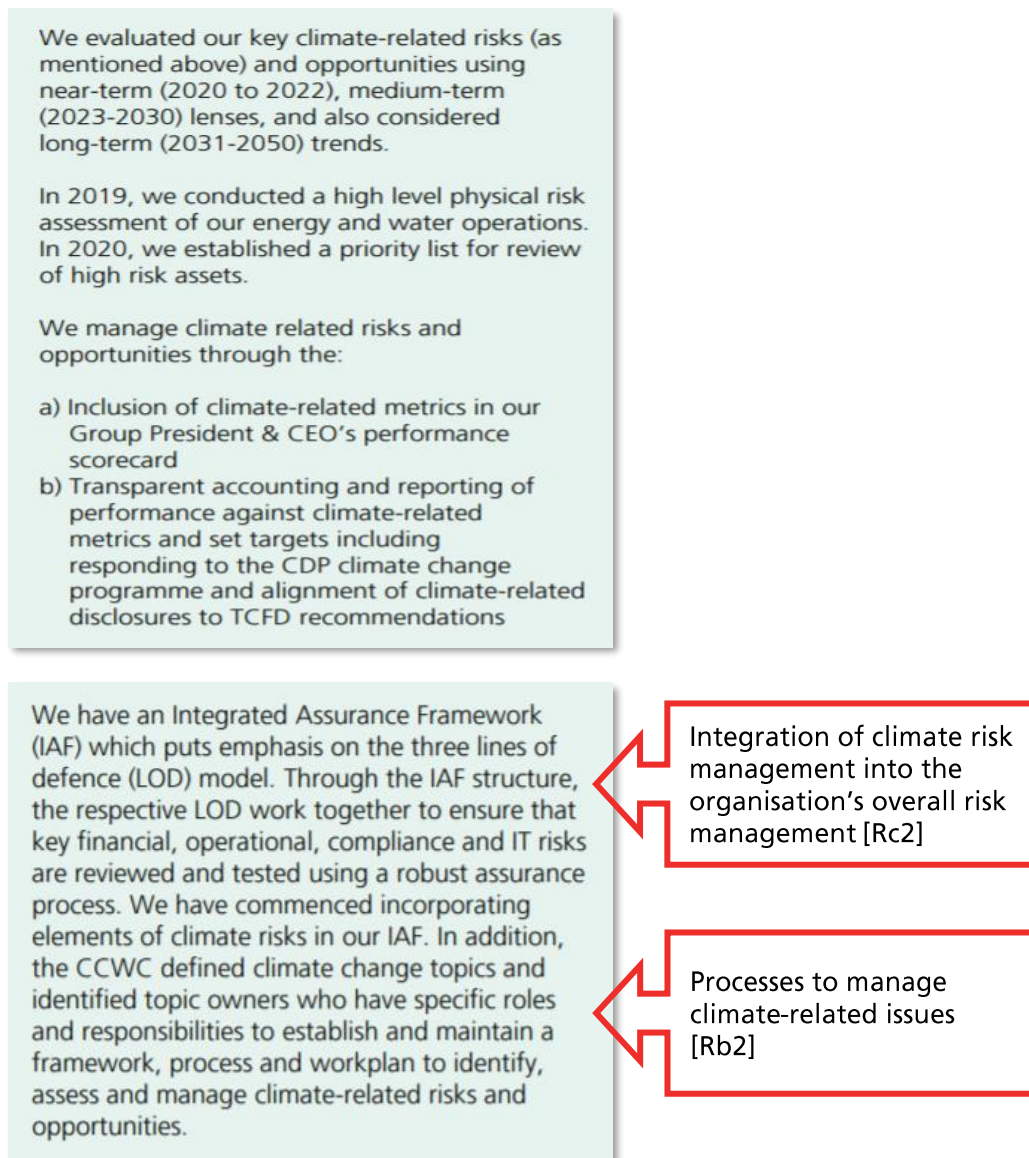 We evaluated our key climate-related risks (as
mentioned above) and opportunities using
near-term (2020 to 2022), medium-term
(2023-2030) lenses, and also considered
long-term (2031-2050) trends.
In 2019, we conducted a high level physical risk
assessment of our energy and water operations.
In 2020, we established a priority list for review
of high risk assets.
We manage climate related risks and
opportunities through the:
a) Inclusion of climate-related metrics in our
Group President & CEO's performance
scorecard
b) Transparent accounting and reporting of
performance against climate-related
metrics and set targets including
responding to the CDP climate change
programme and alignment of climate-related
disclosures to TCFD recommendations
We have an Integrated Assurance Framework
(IAF) which puts emphasis on the three lines of
defence (LOD) model. Through the IAF structure,
the respective LOD work together to ensure that
key financial, operational, compliance and IT risks
are reviewed and tested using a robust assurance
process. We have commenced incorporating
elements of climate risks in our IAF. In addition,
the CCWC defined climate change topics and
identified topic owners who have specific roles
and responsibilities to establish and maintain a
framework, process and workplan to identify,
assess and manage climate-related risks and
opportunities.
Integration of climate risk
management into the
organisation's overall risk
management [Rc2]
Processes to manage
climate-related issues
[Rb2]